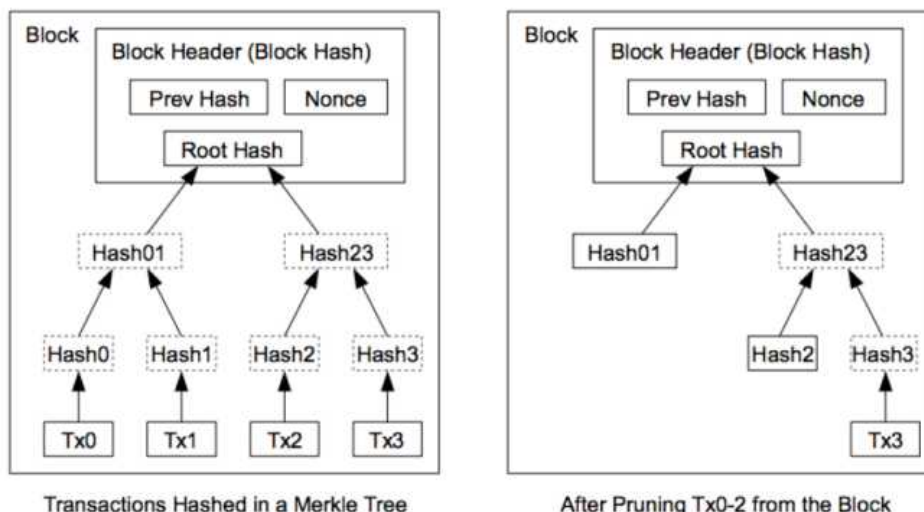 Block
Block Header (Block Hash)
Prev Hash
Nonce
Root Hash
Hash01
Hash23
Hash0
Hash1
Hash2
Hash3
Tx0
Tx1
Tx2
Tx3
Transactions Hashed in a Merkle Tree
Block
Block Header (Block Hash)
Prev Hash
Nonce
Root Hash
Hash01
Hash23
Hash2
Hash3
Tx3
After Pruning Tx0-2 from the Block